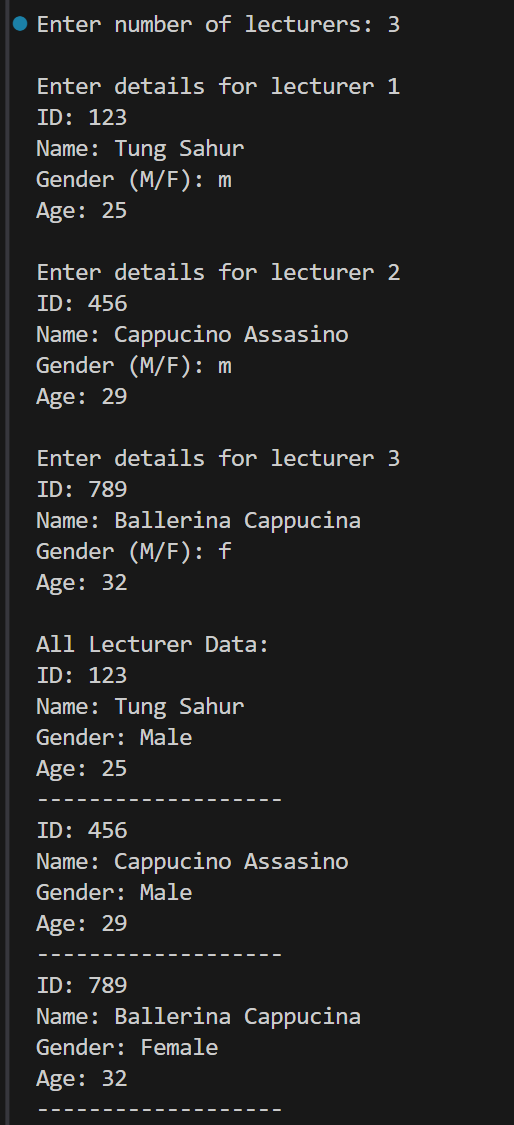 Enter number of lecturers: 3
Enter details for lecturer 1
ID: 123
Name: Tung Sahur
Gender (M/F): m
Age: 25
Enter details for lecturer 2
ID: 456
Name: Cappucino Assasino
Gender (M/F): m
Age: 29
Enter details for lecturer 3
ID: 789
Name: Ballerina Cappucina
Gender (M/F): f
Age: 32
All Lecturer Data:
ID: 123
Name: Tung Sahur
Gender: Male
Age: 25
-------------------
ID: 456
Name: Cappucino Assasino
Gender: Male
Age: 29
-------------------
ID: 789
Name: Ballerina Cappucina
Gender: Female
Age: 32
-------------------